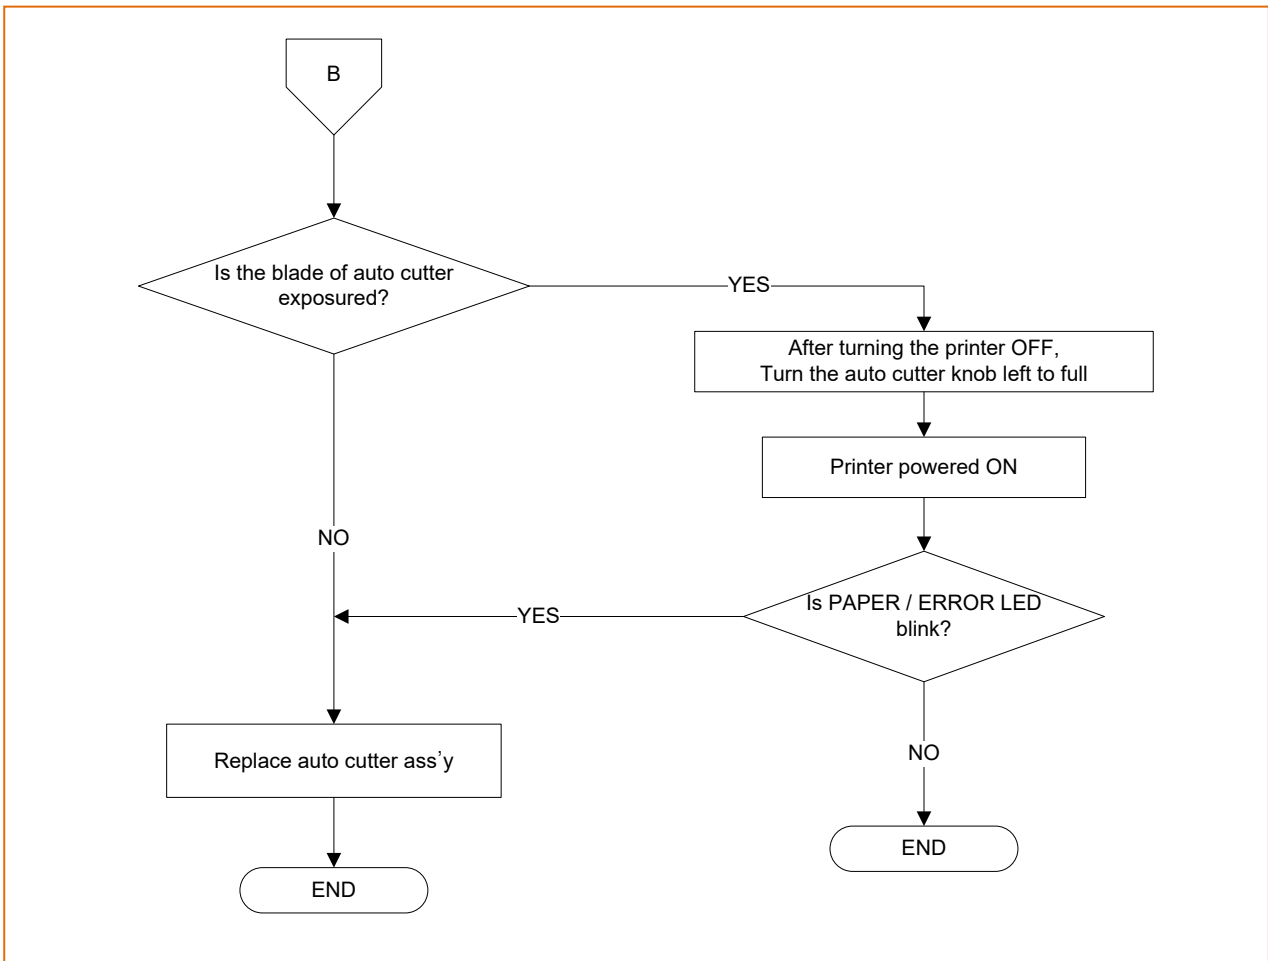 B
Is the blade of auto cutter
exposured?
YES
After turning the printer OFF,
Turn the auto cutter knob left to full
Printer powered ON
NO
YES
Is PAPER / ERROR LED
blink?
Replace auto cutter ass’y
NO
END
END